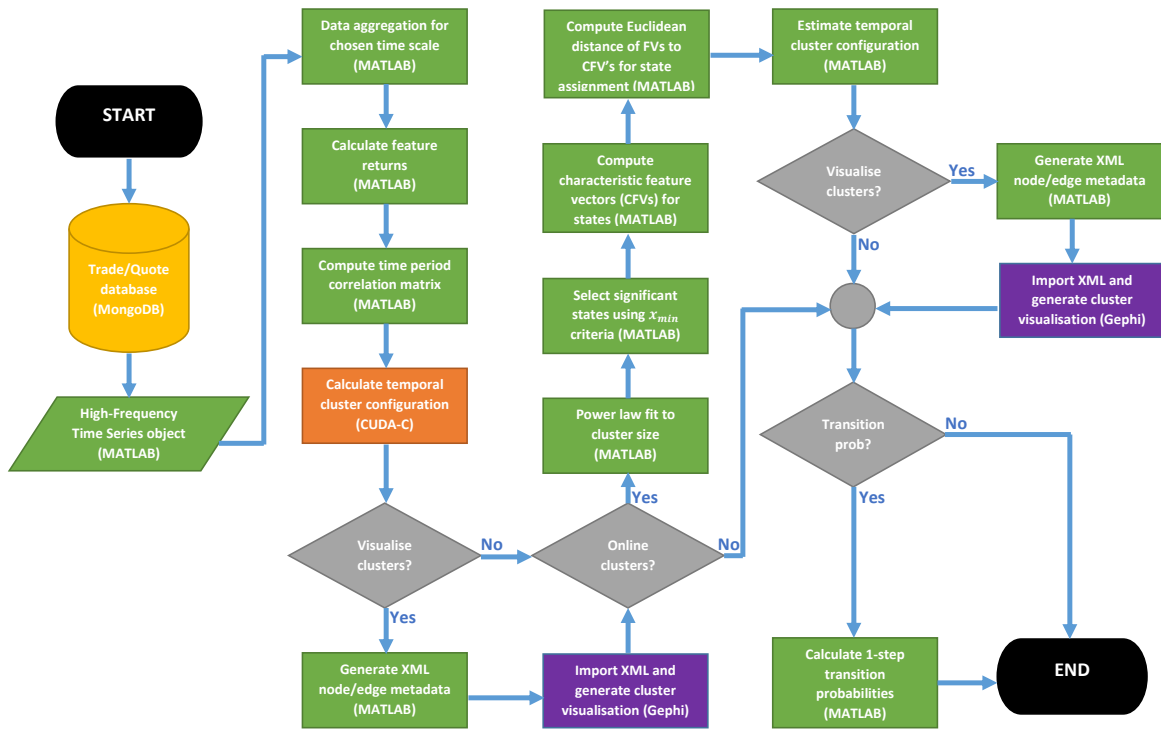 START
Trade/Quote
database
(MongoDB)
High-Frequency
Time Series object
(MATLAB)
Data aggregation for
chosen time scale
(MATLAB)
Calculate feature
returns
(MATLAB)
Compute time period
correlation matrix
(MATLAB)
Calculate temporal
cluster configuration
(CUDA-C)
Visualise
clusters?
No
Yes
Generate XML
node/edge metadata
(MATLAB)
Import XML and
generate cluster
visualisation (Gephi)
Online
clusters?
No
Yes
Power law fit to
cluster size
(MATLAB)
Select significant
states using x_min
criteria (MATLAB)
Compute
characteristic feature
vectors (CFVs) for
states (MATLAB)
Compute Euclidean
distance of FVs to
CFV's for state
assignment (MATLAB)
Estimate temporal
cluster configuration
(MATLAB)
Visualise
clusters?
Yes
No
Generate XML
node/edge metadata
(MATLAB)
Import XML and
generate cluster
visualisation (Gephi)
Transition
prob?
No
Yes
Calculate 1-step
transition
probabilities
(MATLAB)
END